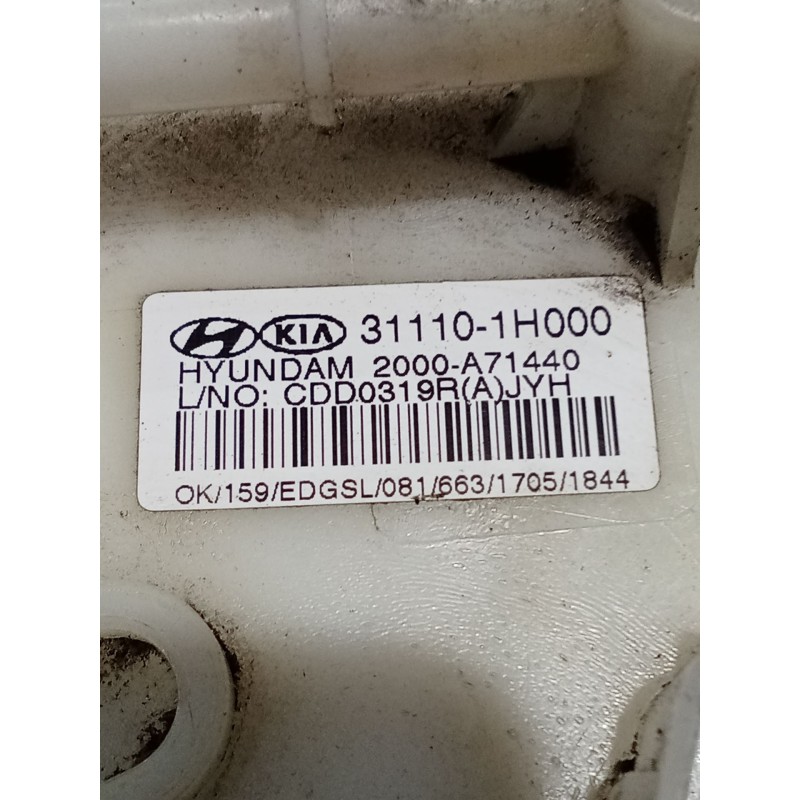 KIA 31110-1H000
HYUNDAM 2000-A71440
L/NO: CDD0319R(A)JYH
OK/159/EDGSL/081/663/1705/1844